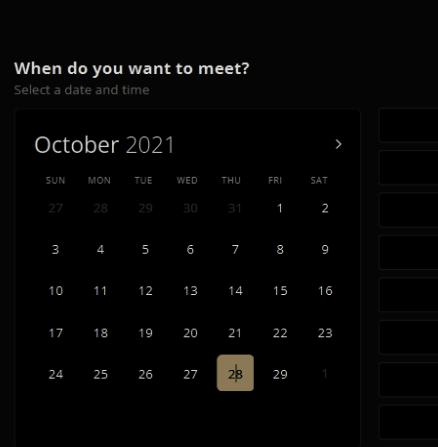 When do you want to meet?
Select a date and time
October 2021
SUN MON TUE WED THU FRI SAT
27 28 29 30 31 1 2
3 4 5 6 7 8 9
10 11 12 13 14 15 16
17 18 19 20 21 22 23
24 25 26 27 28 29 1